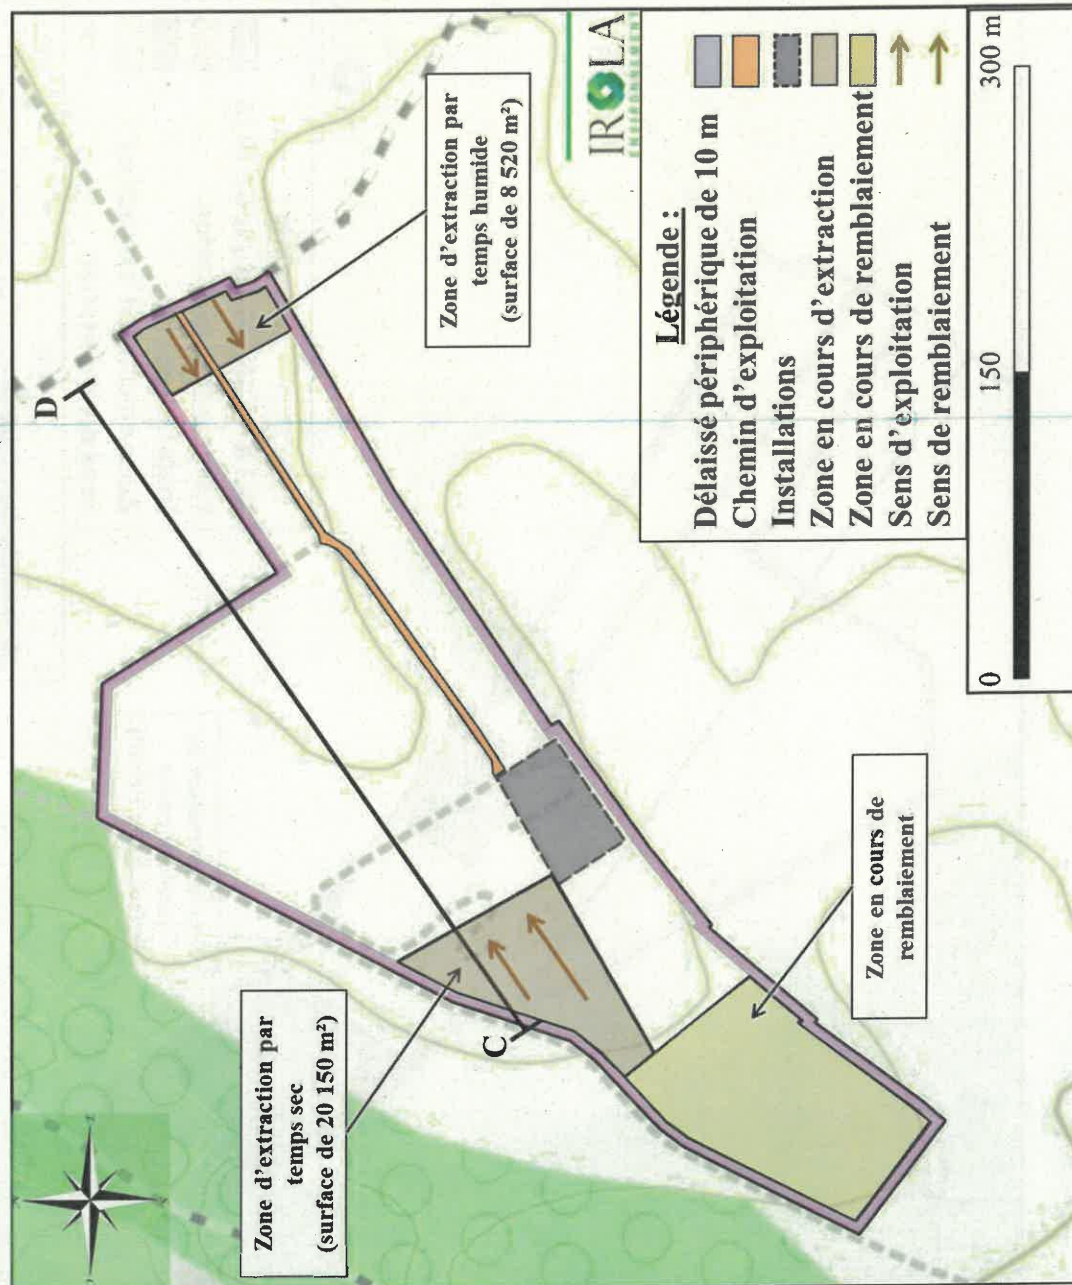 Zone d'extraction par
temps sec
(surface de 20 150 m²)
C
D
Zone d'extraction par
temps humide
(surface de 8 520 m²)
Zone en cours de
remblaiement
IROLA
ENVIRONNEMENT
Légende :
Délaissé périphérique de 10 m
Chemin d'exploitation
Installations
Zone en cours d'extraction
Zone en cours de remblaiement
Sens d'exploitation
Sens de remblaiement
0
150
300 m